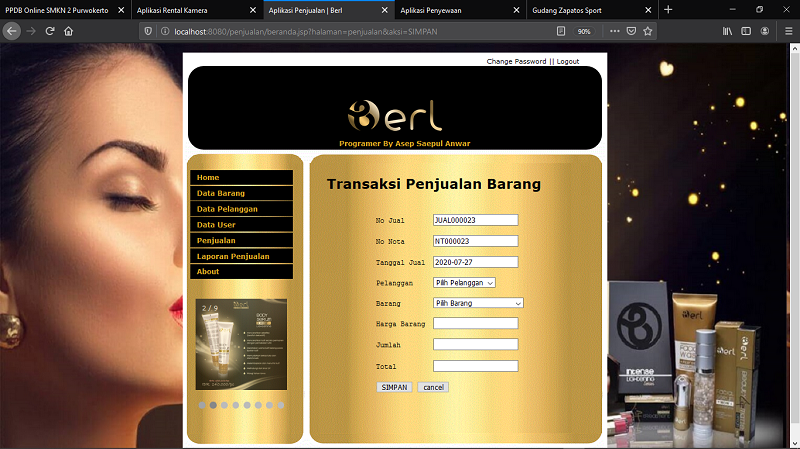 PPDB Online SMKN 2 Purwokerto
Aplikasi Rental Kamera
Aplikasi Penjualan | Berl
Aplikasi Penyewaan
Gudang Zapatos Sport
localhost:8080/penjualan/beranda.jsp?halaman=penjualan&aksi=SIMPAN
90%
Change Password || Logout
Berl
Programer By Asep Saepul Anwar
Home
Data Barang
Data Pelanggan
Data User
Penjualan
Laporan Penjualan
About
2 / 9
BODY
SERUM
Transaksi Penjualan Barang
No Jual JUAL000023
No Nota NT000023
Tanggal Jual 2020-07-27
Pelanggan Pilih Pelanggan
Barang Pilih Barang
Harga Barang
Jumlah
Total
SIMPAN cancel
intense
Berl